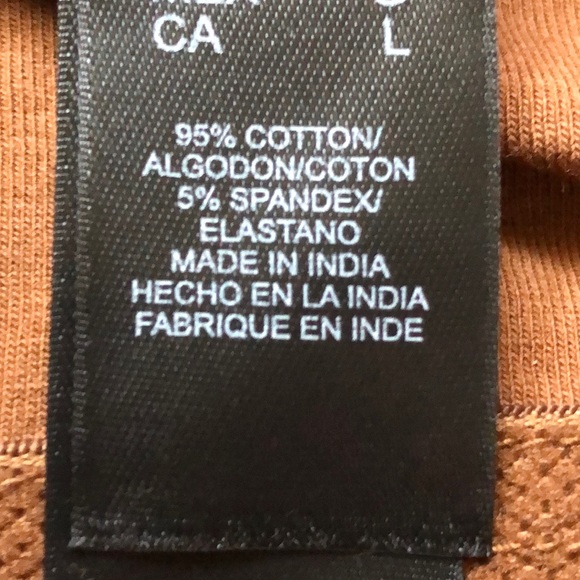 CA L
95% COTTON/
ALGODON/COTON
5% SPANDEX/
ELASTANO
MADE IN INDIA
HECHO EN LA INDIA
FABRIQUE EN INDE